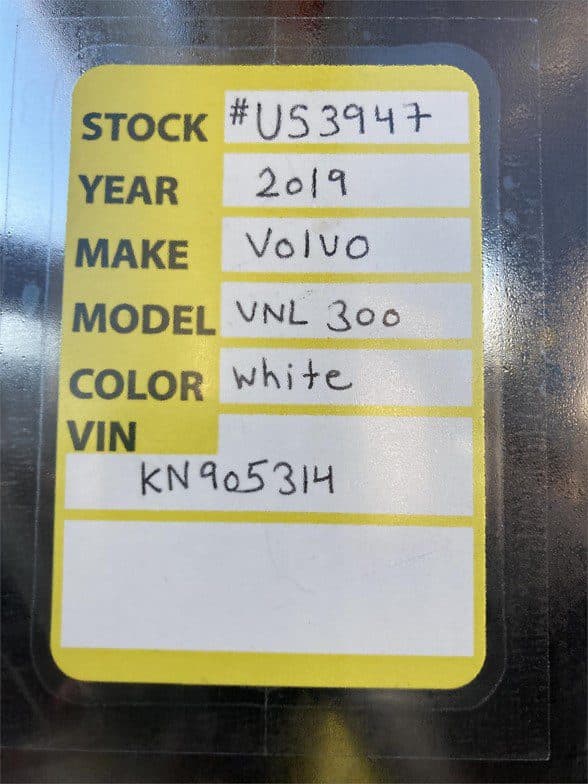 STOCK #US3947
YEAR 2019
MAKE Volvo
MODEL VNL 300
COLOR White
VIN
KN905314